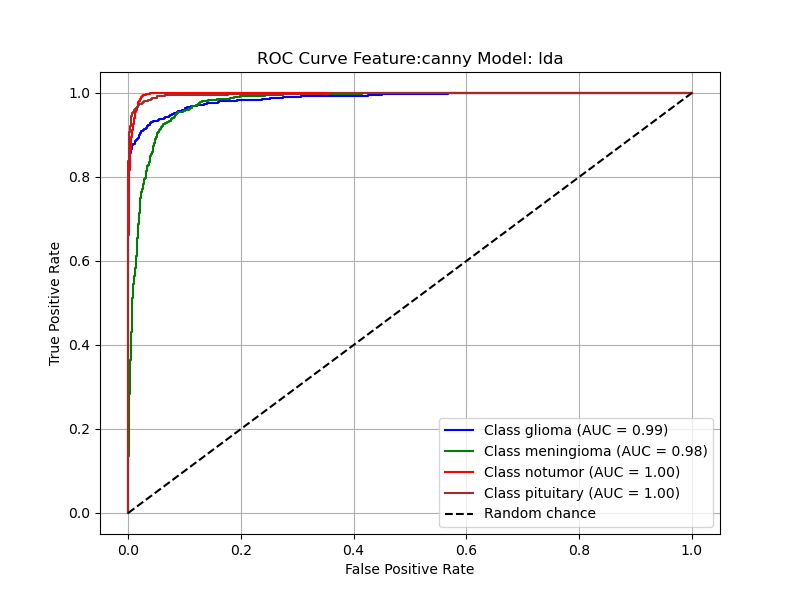 ROC Curve Feature:canny Model: lda
True Positive Rate
1.0
0.8
0.6
0.4
0.2
0.0
Class glioma (AUC = 0.99)
Class meningioma (AUC = 0.98)
Class notumor (AUC = 1.00)
Class pituitary (AUC = 1.00)
Random chance
0.0 0.2 0.4 0.6 0.8 1.0
False Positive Rate